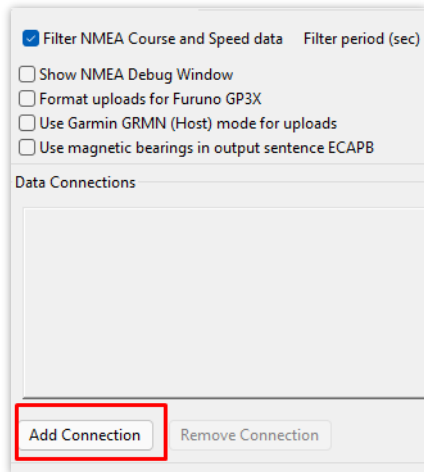 Filter NMEA Course and Speed data Filter period (sec)
Show NMEA Debug Window
Format uploads for Furuno GP3X
Use Garmin GRMN (Host) mode for uploads
Use magnetic bearings in output sentence ECAPB
Data Connections
Add Connection Remove Connection